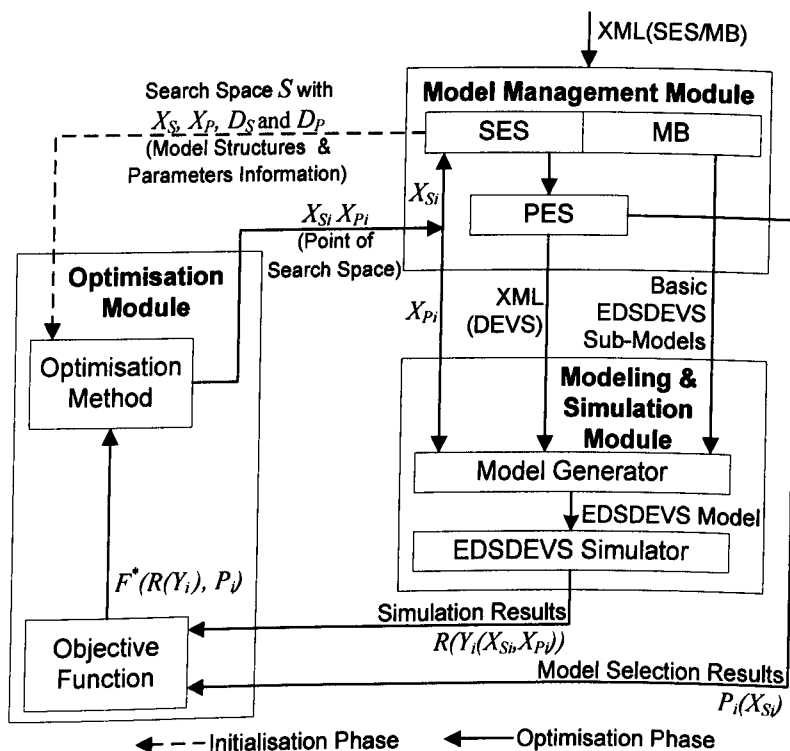 XML(SES/MB)
Search Space S with
X_S, X_P, D_S and D_P
(Model Structures &
Parameters Information)
Model Management Module
SES
MB
X_Si
PES
X_Si X_Pi
(Point of
Search Space)
Optimisation
Module
X_Pi
XML
(DEVS)
Basic
EDSDEVS
Sub-Models
Optimisation
Method
Modeling &
Simulation
Module
Model Generator
EDSDEVS Model
EDSDEVS Simulator
F*(R(Y_i), P_i)
Simulation Results
R(Y_i(X_Si,X_Pi))
Objective
Function
Model Selection Results
P_i(X_Si)
Initialisation Phase
Optimisation Phase